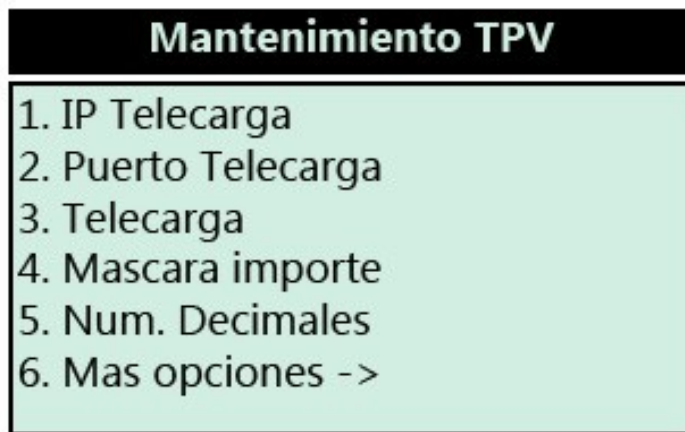 Mantenimiento TPV
1. IP Telecarga
2. Puerto Telecarga
3. Telecarga
4. Mascara importe
5. Num. Decimales
6. Mas opciones ->